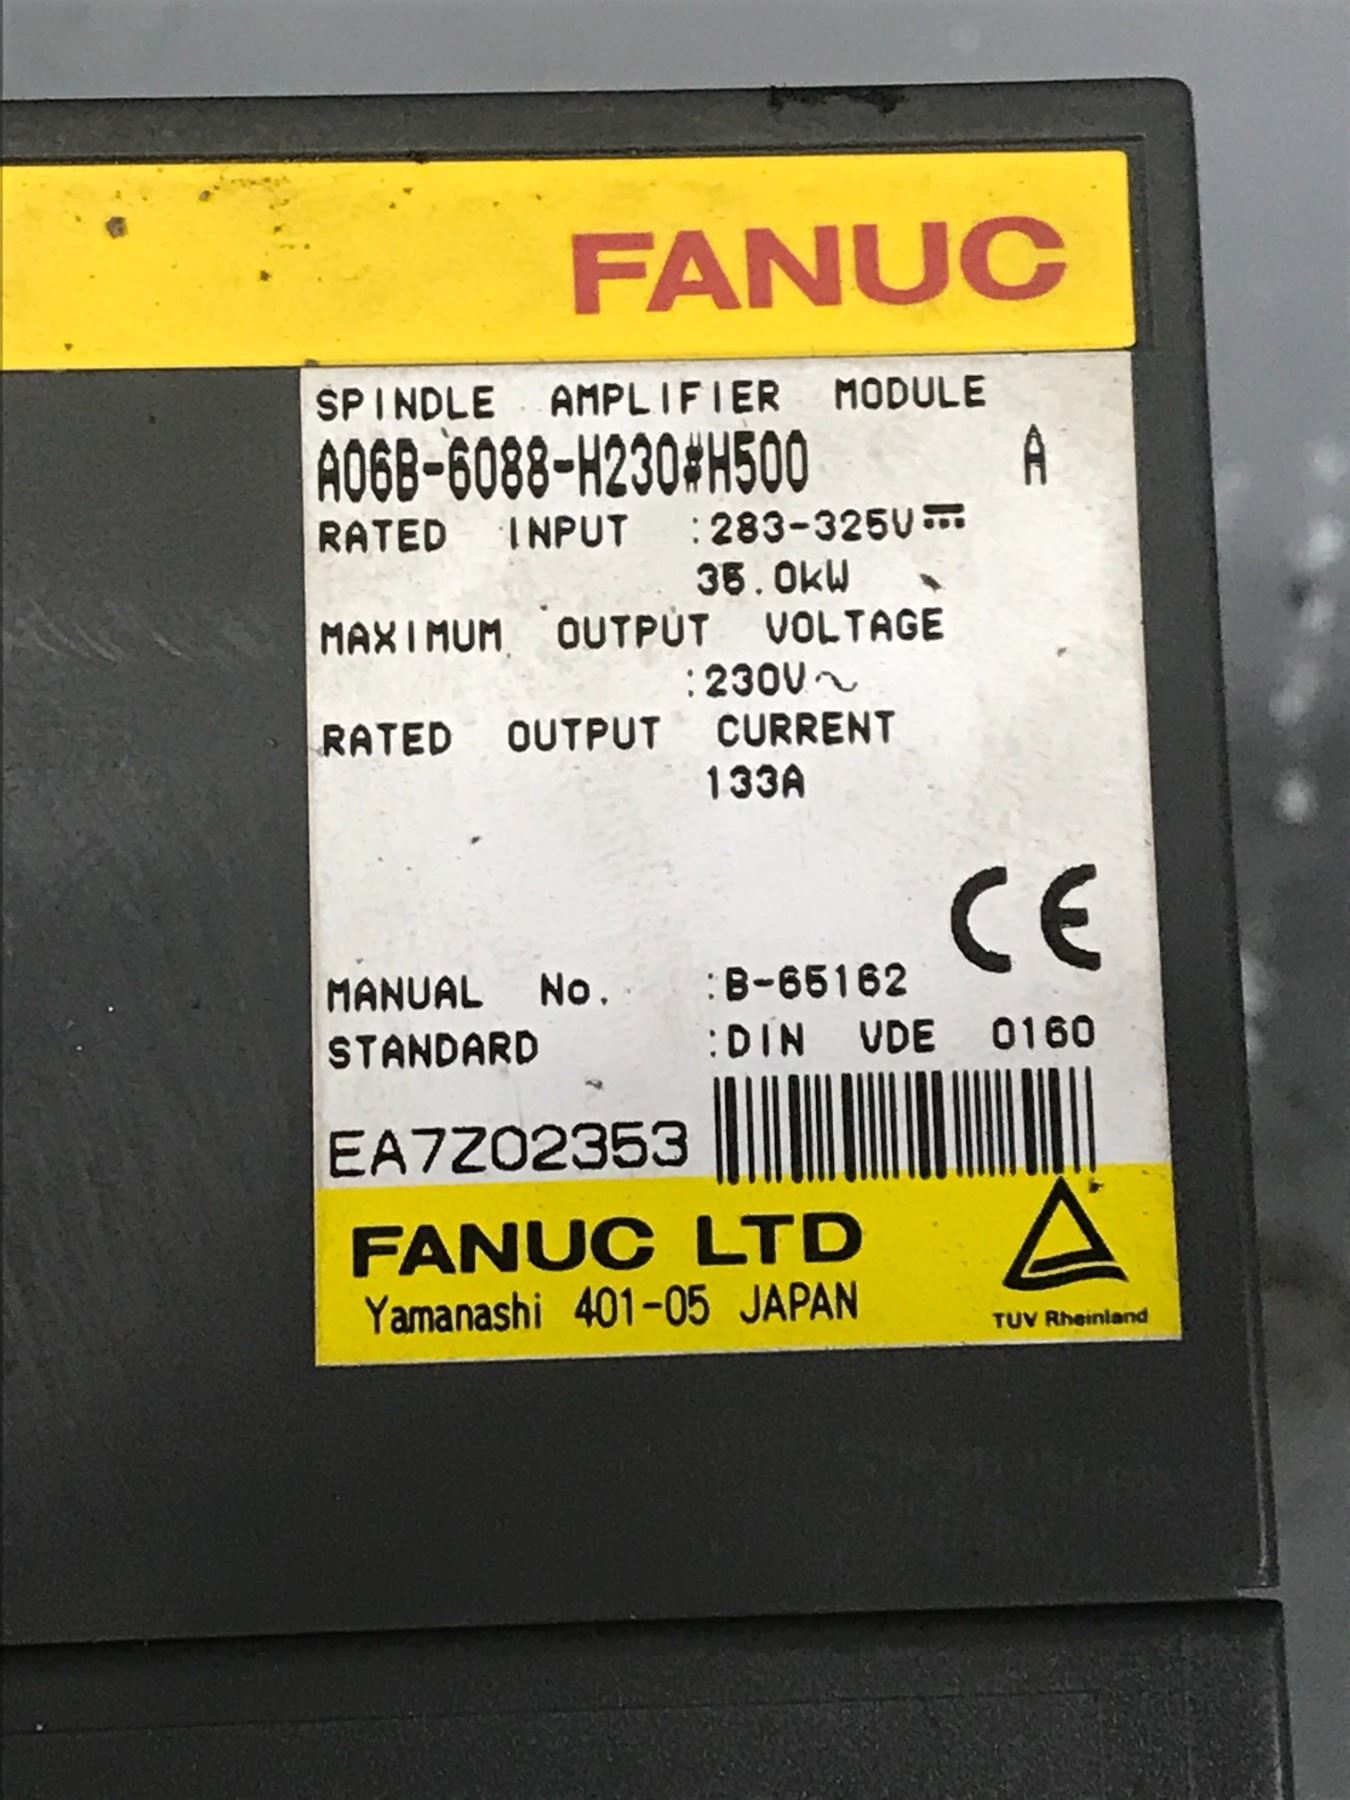 FANUC
SPINDLE AMPLIFIER MODULE
A06B-6088-H230#H500 A
RATED INPUT :283-325V⎓
35.0kW
MAXIMUM OUTPUT VOLTAGE
:230V~
RATED OUTPUT CURRENT
133A
CE
MANUAL No. :B-65162
STANDARD :DIN VDE 0160
EA7Z02353
FANUC LTD
Yamanashi 401-05 JAPAN
TUV Rheinland